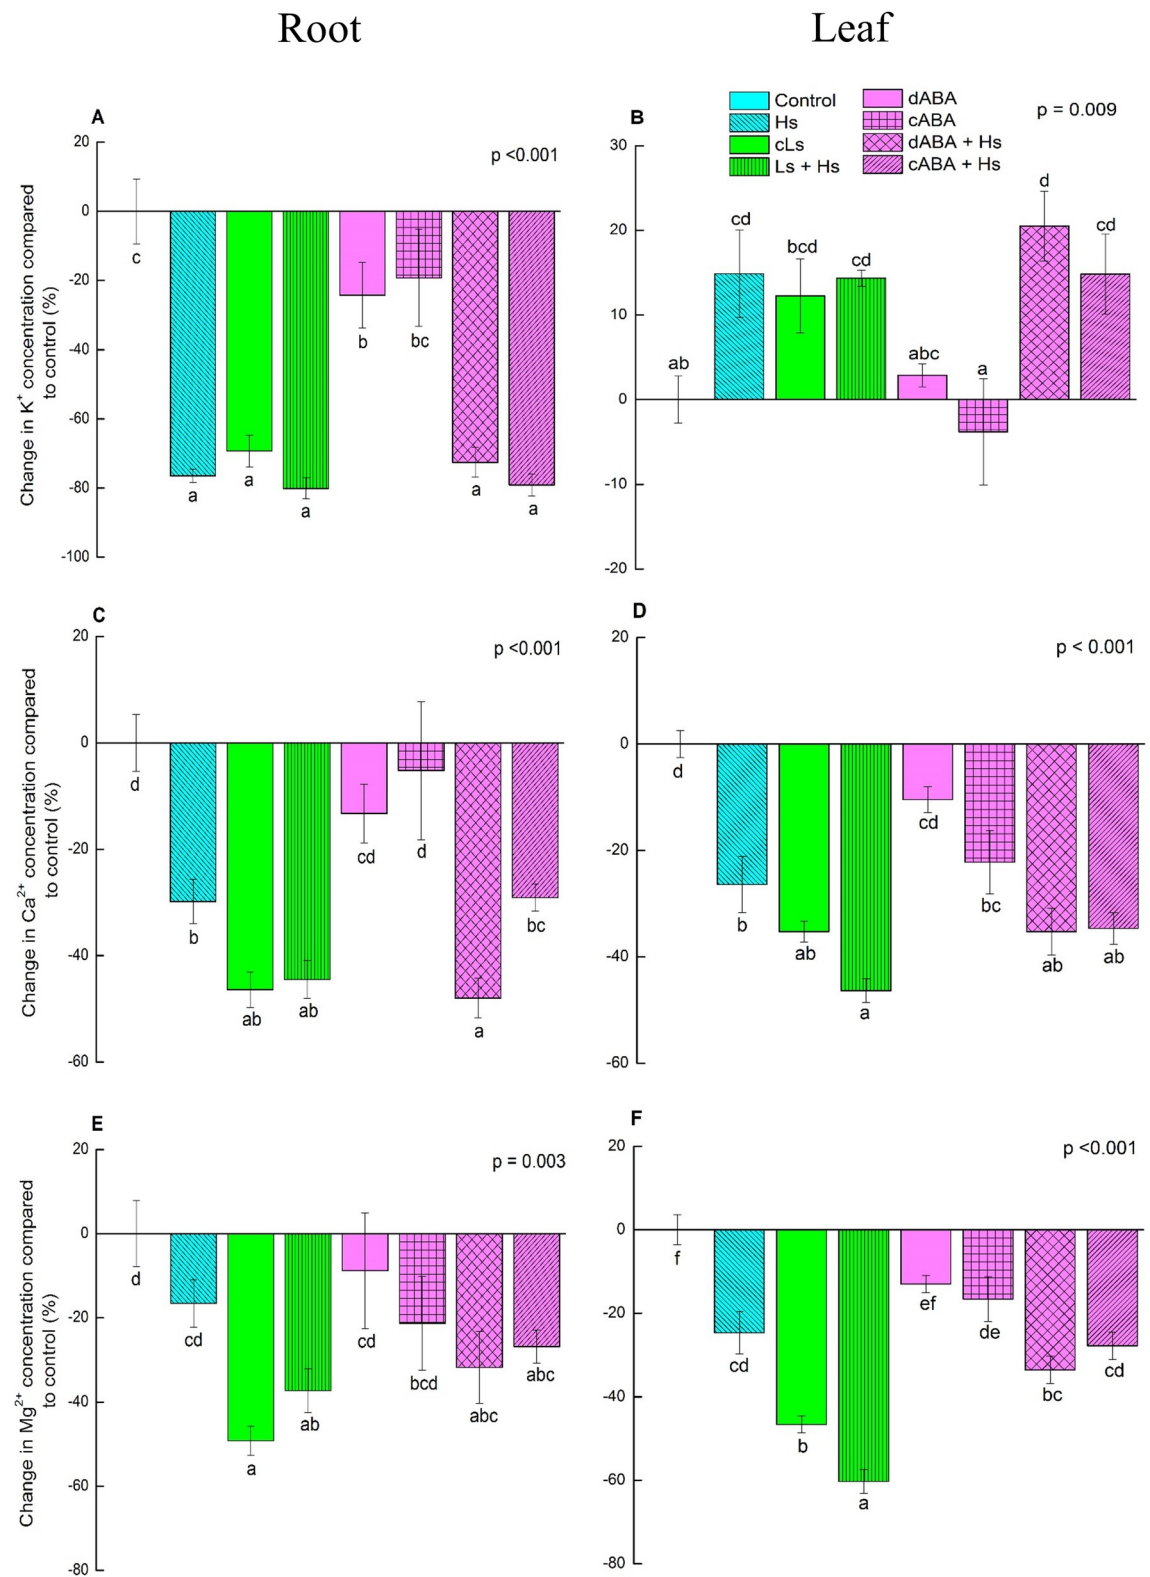 Root
Leaf
A
p <0.001
20
0
-20
-40
-60
-80
-100
Change in K+ concentration compared
to control (%)
c
a
a
a
b
bc
a
a
B
Control
Hs
cLs
Ls + Hs
dABA
cABA
dABA + Hs
cABA + Hs
p = 0.009
30
20
10
0
-10
-20
ab
cd
bcd
cd
abc
a
d
cd
C
p <0.001
20
0
-20
-40
-60
Change in Ca2+ concentration compared
to control (%)
d
b
ab
ab
cd
d
a
bc
D
p < 0.001
20
0
-20
-40
-60
d
b
ab
a
cd
bc
ab
ab
E
p = 0.003
20
0
-20
-40
-60
-80
Change in Mg2+ concentration compared
to control (%)
d
cd
a
ab
cd
bcd
abc
abc
F
p <0.001
20
0
-20
-40
-60
-80
f
cd
b
a
ef
de
bc
cd